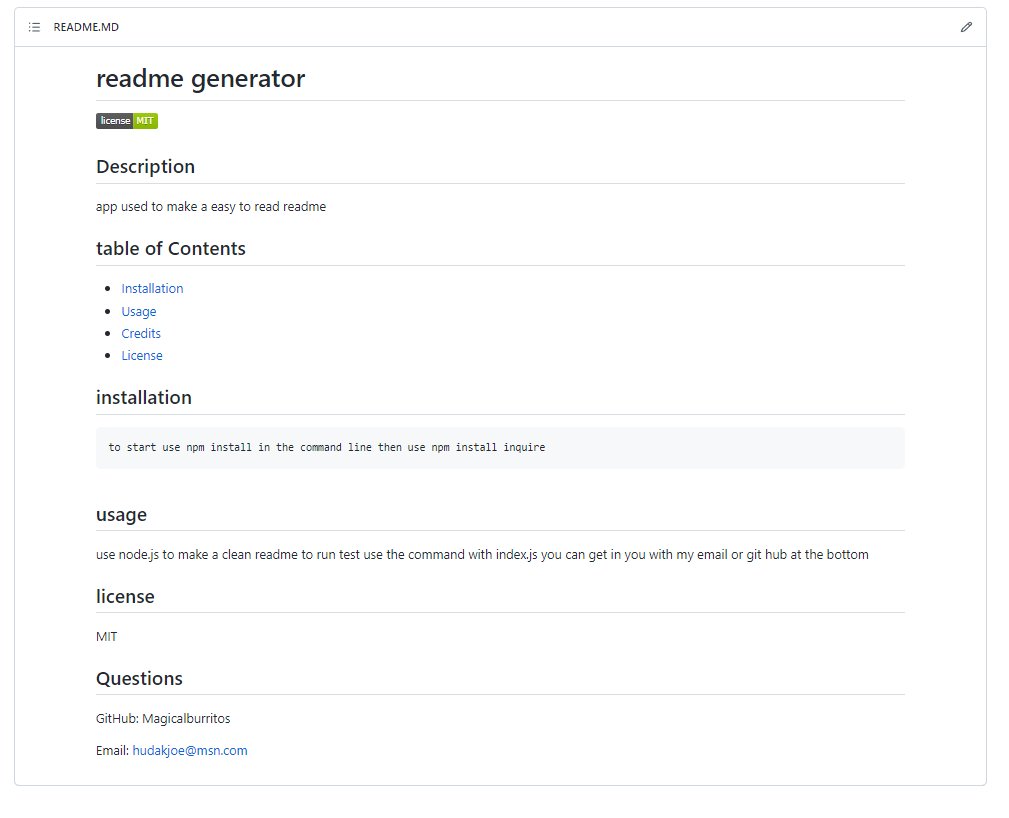 README.MD
readme generator
license MIT
Description
app used to make a easy to read readme
table of Contents
Installation
Usage
Credits
License
installation
to start use npm install in the command line then use npm install inquire
usage
use node.js to make a clean readme to run test use the command with index.js you can get in you with my email or git hub at the bottom
license
MIT
Questions
GitHub: Magicalburritos
Email: hudakjoe@msn.com